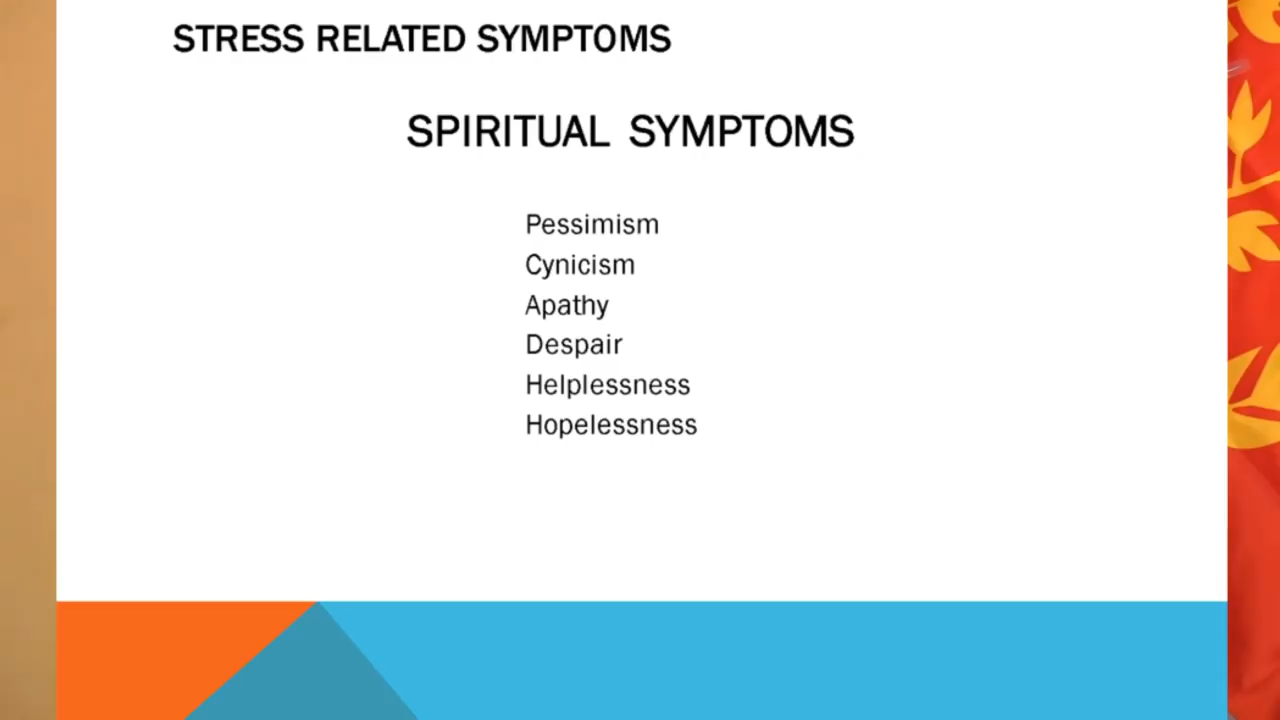 STRESS RELATED SYMPTOMS
SPIRITUAL SYMPTOMS
Pessimism
Cynicism
Apathy
Despair
Helplessness
Hopelessness